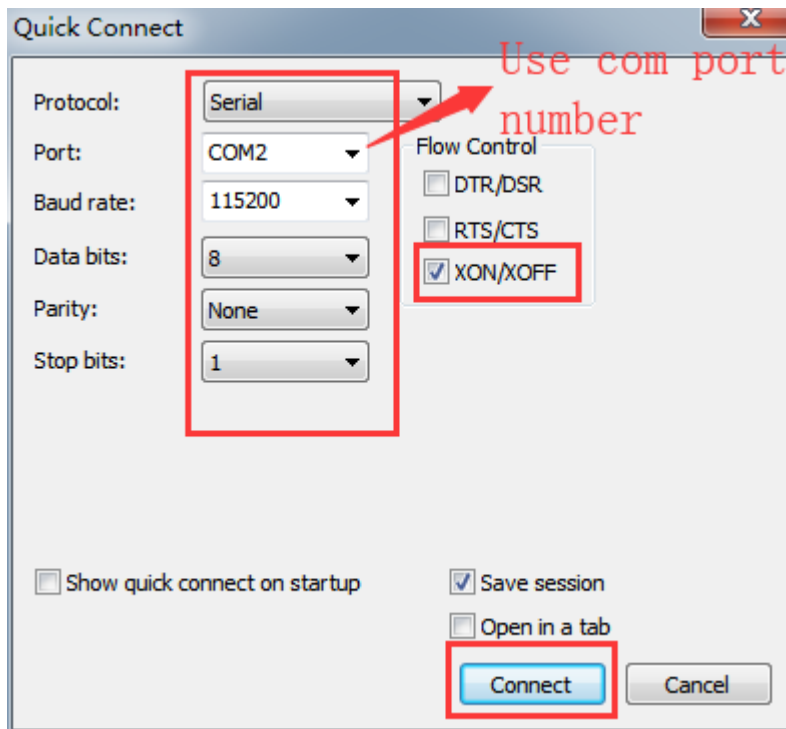 Quick Connect
Use com port
number
Protocol:
Serial
Port:
COM2
Baud rate:
115200
Data bits:
8
Parity:
None
Stop bits:
1
Flow Control
DTR/DSR
RTS/CTS
XON/XOFF
Show quick connect on startup
Save session
Open in a tab
Connect
Cancel